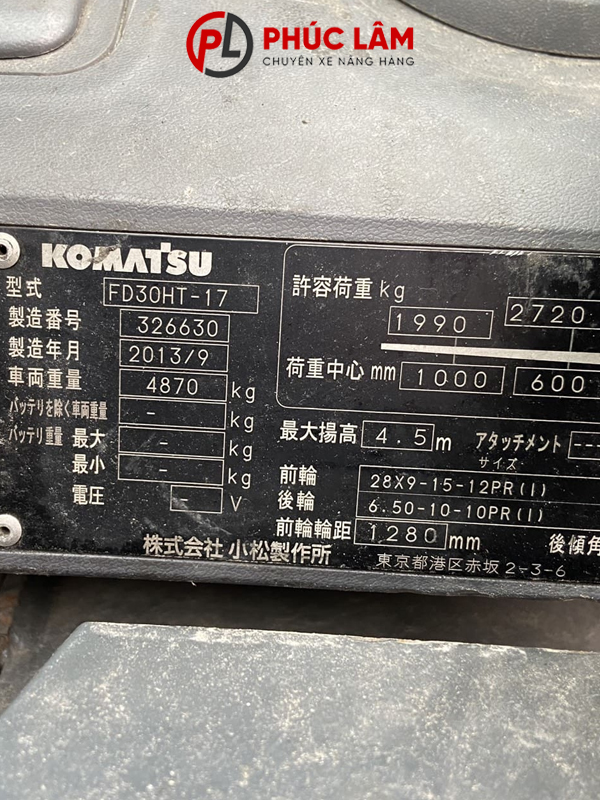 PL PHÚC LÂM
CHUYÊN XE NÂNG HÀNG
KOMATSU
型式 FD30HT-17
製造番号 326630
製造年月 2013/9
車両重量 4870 kg
バッテリを除く車両重量 - kg
バッテリ重量 最大 - kg
最小 - kg
電圧 - V
許容荷重 kg
1990 2720
荷重中心 mm 1000 600
最大揚高 4.5 m アタッチメント ---
サイズ
前輪 28X9-15-12PR(I)
後輪 6.50-10-10PR(I)
前輪輪距 1,280 mm 後傾角
株式会社 小松製作所 東京都港区赤坂2-3-6